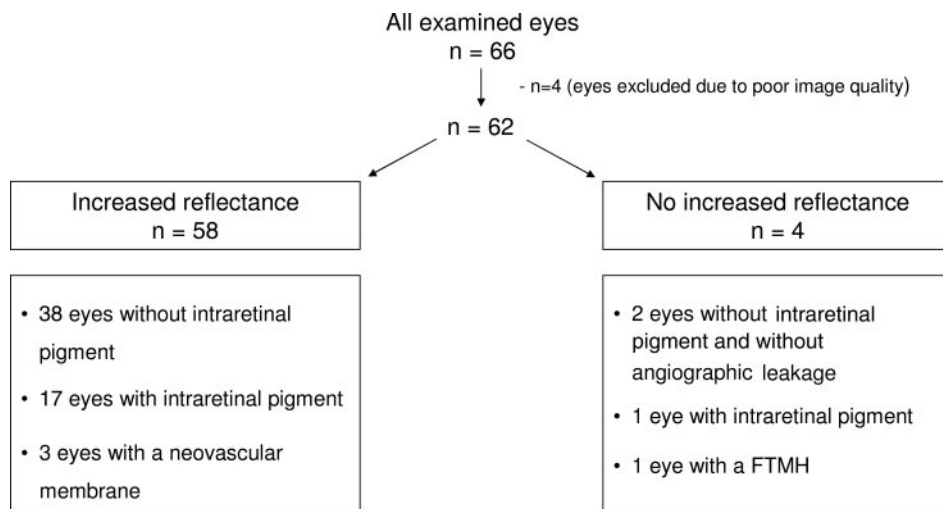 All examined eyes
n = 66
- n=4 (eyes excluded due to poor image quality)
n = 62
Increased reflectance
n = 58
No increased reflectance
n = 4
• 38 eyes without intraretinal
pigment
• 17 eyes with intraretinal pigment
• 3 eyes with a neovascular
membrane
• 2 eyes without intraretinal
pigment and without
angiographic leakage
• 1 eye with intraretinal pigment
• 1 eye with a FTMH